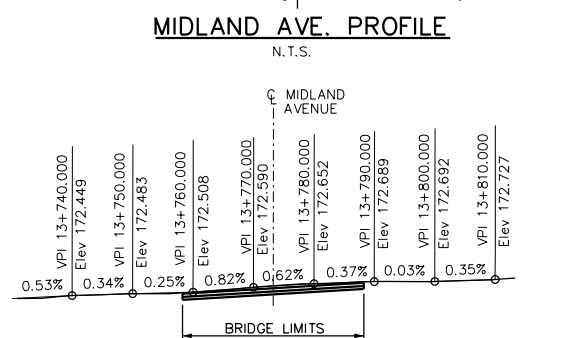 MIDLAND AVE. PROFILE
N.T.S.
℄ MIDLAND
AVENUE
VPI 13+740.000
Elev 172.449
VPI 13+750.000
Elev 172.483
VPI 13+760.000
Elev 172.508
VPI 13+770.000
Elev 172.590
VPI 13+780.000
Elev 172.652
VPI 13+790.000
Elev 172.689
VPI 13+800.000
Elev 172.692
VPI 13+810.000
Elev 172.727
0.53% 0.34% 0.25% 0.82% 0.62% 0.37% 0.03% 0.35%
BRIDGE LIMITS